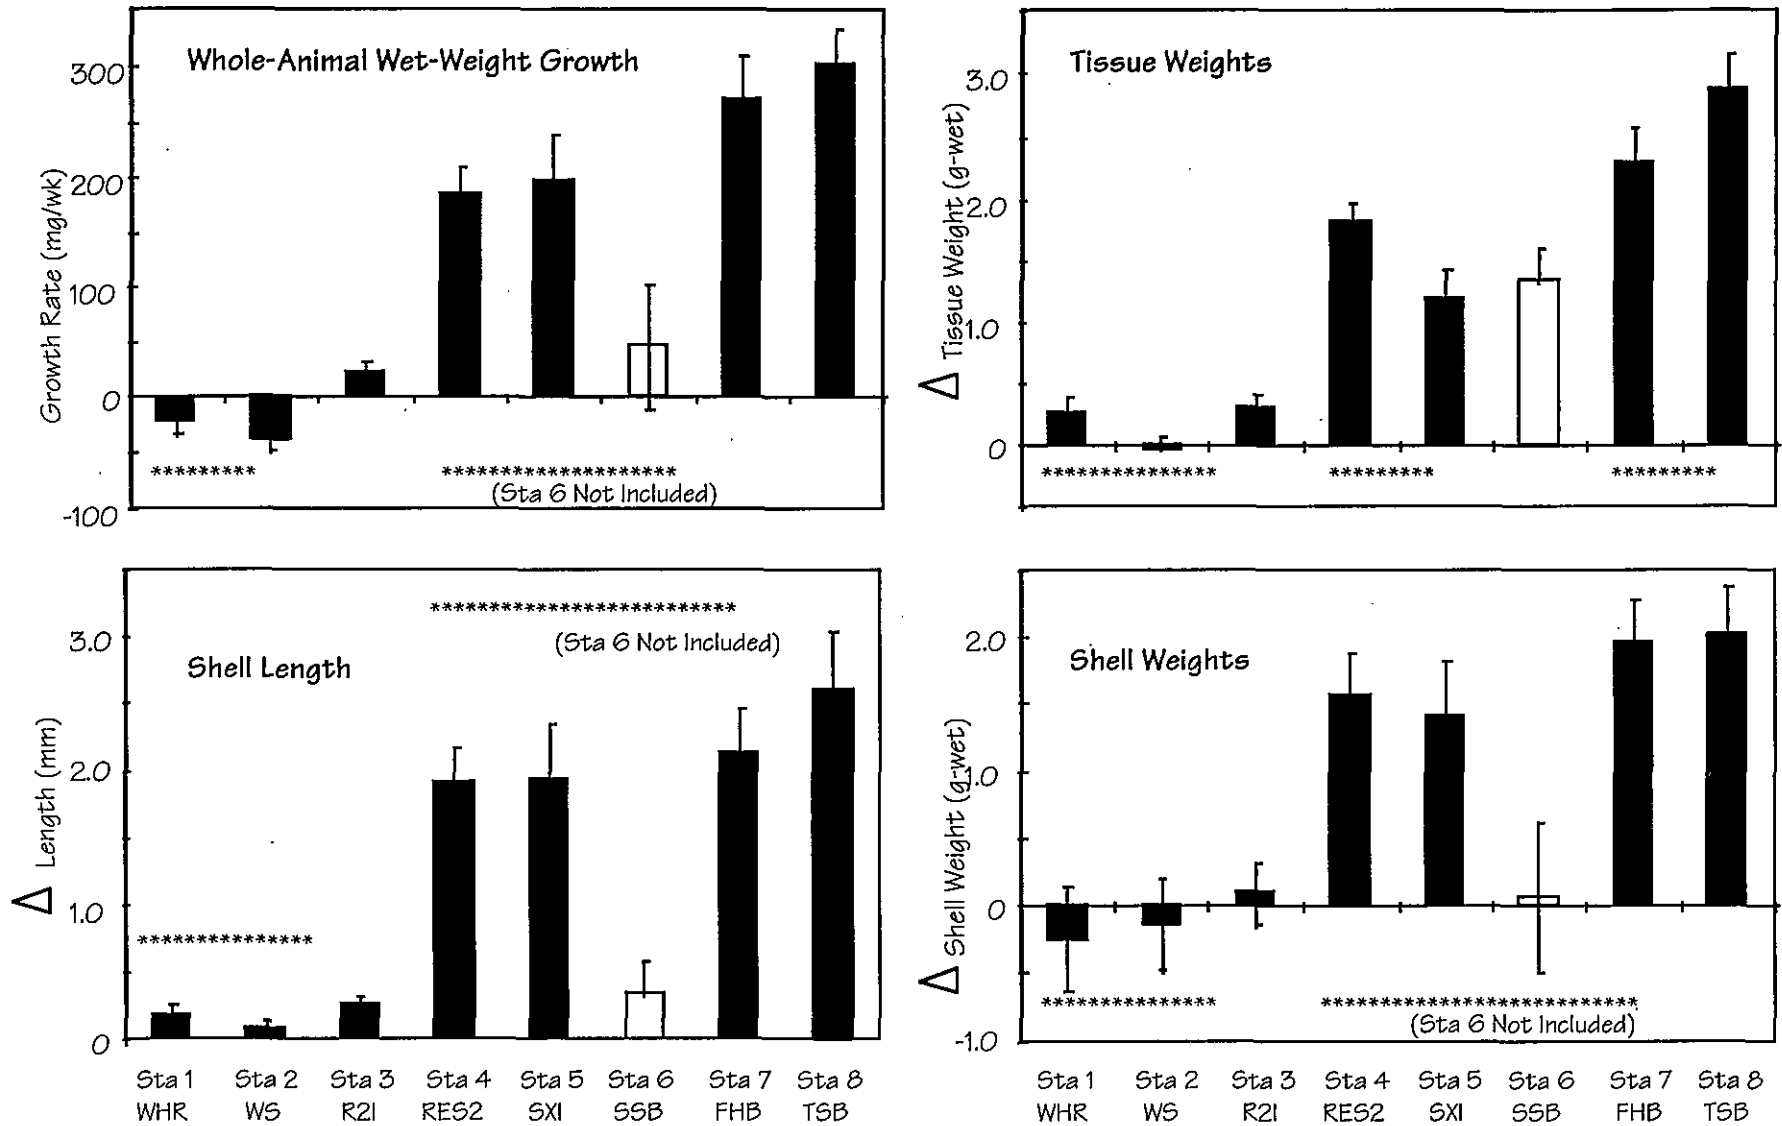 Whole-Animal Wet-Weight Growth
Growth Rate (mg/wk)
300
200
100
0
-100
*********
********************
(Sta 6 Not Included)
Tissue Weights
Δ Tissue Weight (g-wet)
3.0
2.0
1.0
0
***************
*********
*********
Shell Length
Δ Length (mm)
3.0
2.0
1.0
0
**************************
(Sta 6 Not Included)
***************
Sta 1 Sta 2 Sta 3 Sta 4 Sta 5 Sta 6 Sta 7 Sta 8
WHR WS R2I RES2 SXI SSB FHB TSB
Shell Weights
Δ Shell Weight (g-wet)
2.0
1.0
0
-1.0
***************
***************************
(Sta 6 Not Included)
Sta 1 Sta 2 Sta 3 Sta 4 Sta 5 Sta 6 Sta 7 Sta 8
WHR WS R2I RES2 SXI SSB FHB TSB